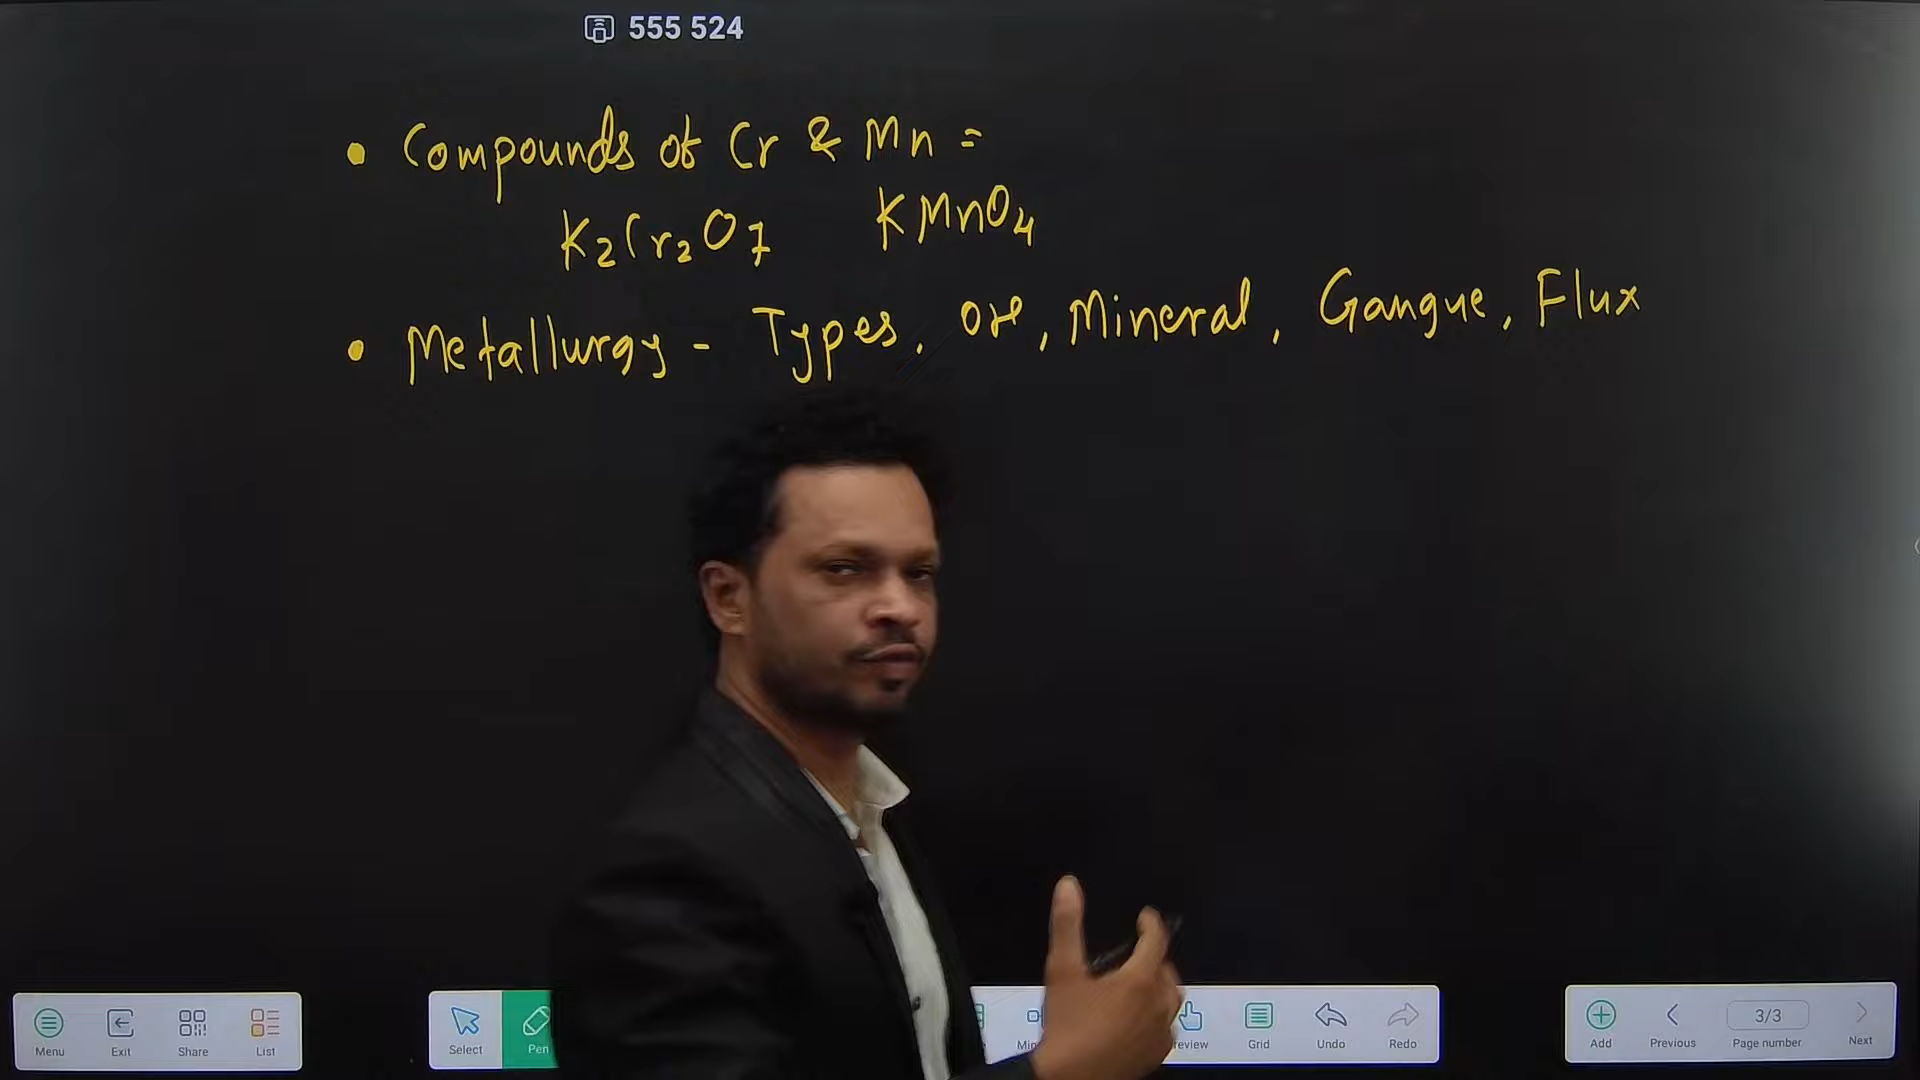 555 524
• Compounds of Cr & Mn =
K₂Cr₂O₇ KMnO₄
• Metallurgy - Types, Ore, Mineral, Gangue, Flux
Menu Exit Share List Select Pen Grid Undo Redo Add Previous 3/3 Page number Next